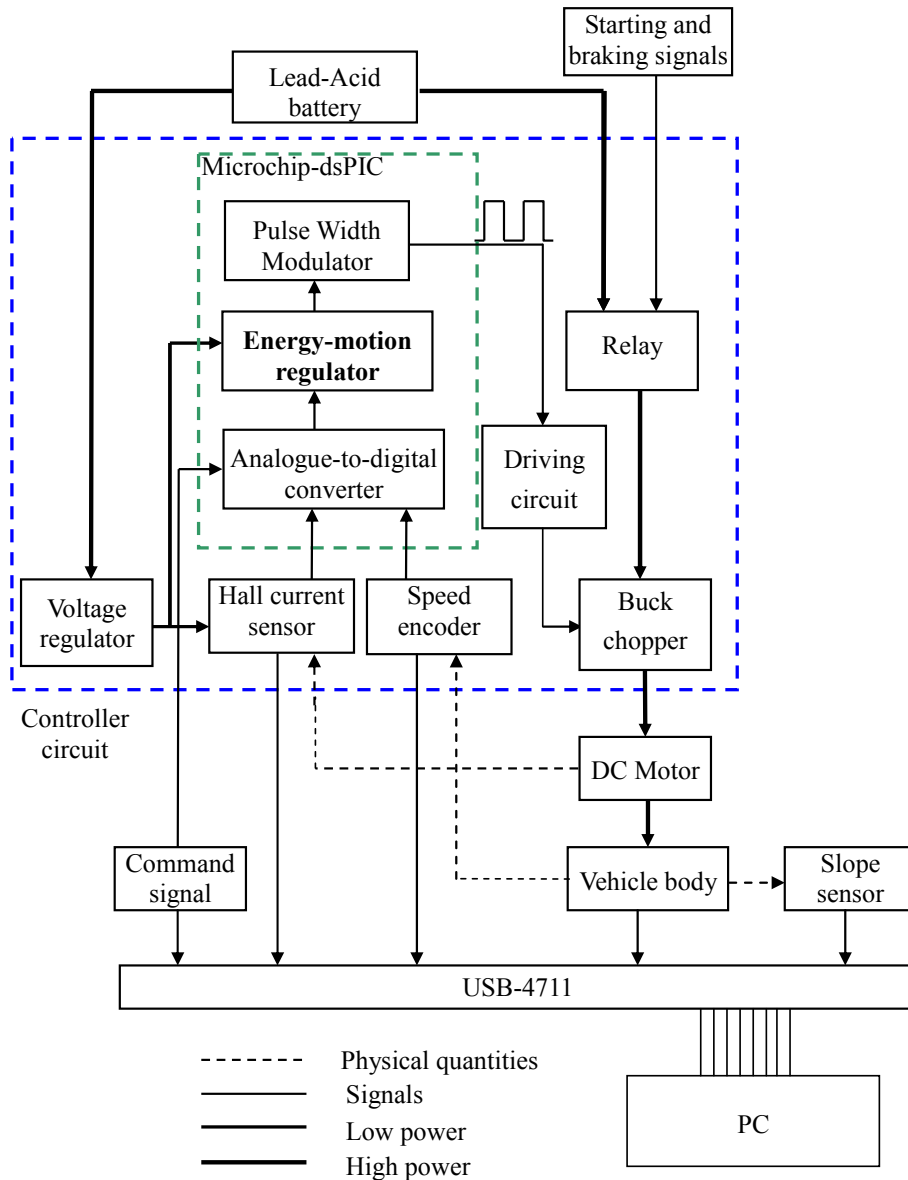 Starting and
braking signals
Lead-Acid
battery
Microchip-dsPIC
Pulse Width
Modulator
Energy-motion
regulator
Relay
Analogue-to-digital
converter
Driving
circuit
Voltage
regulator
Hall current
sensor
Speed
encoder
Buck
chopper
Controller
circuit
DC Motor
Command
signal
Vehicle body
Slope
sensor
USB-4711
Physical quantities
Signals
Low power
High power
PC